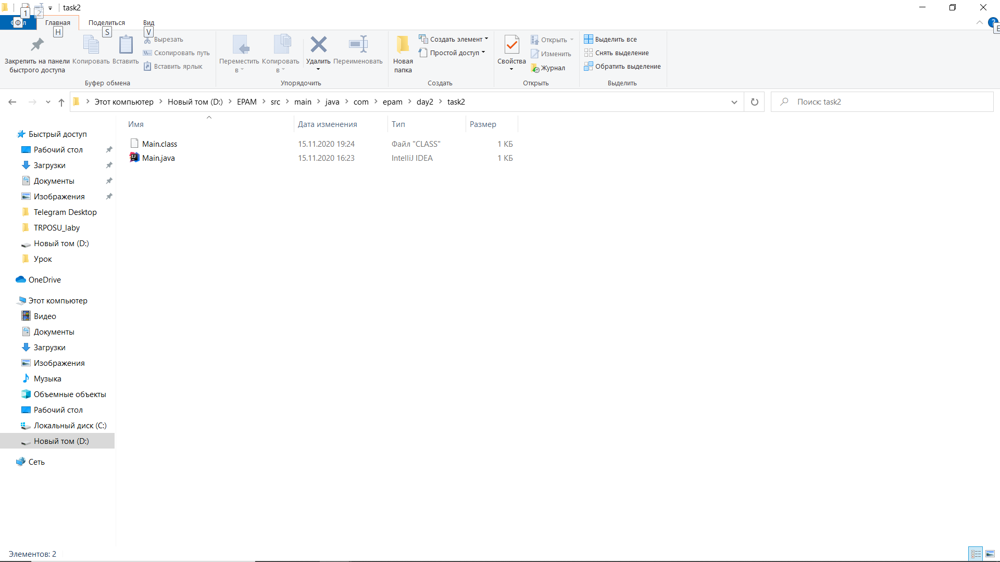 1 2 task2
Ф Главная Поделиться Вид
H S V
Закрепить на панели быстрого доступа
Копировать
Вставить
Вырезать
Скопировать путь
Вставить ярлык
Буфер обмена
Переместить в
Копировать в
Удалить
Переименовать
Упорядочить
Новая папка
Создать элемент
Простой доступ
Создать
Свойства
Открыть
Изменить
Журнал
Открыть
Выделить все
Снять выделение
Обратить выделение
Выделить
Этот компьютер Новый том (D:) EPAM src main java com epam day2 task2
Поиск: task2
Имя Дата изменения Тип Размер
Main.class 15.11.2020 19:24 Файл "CLASS" 1 КБ
Main.java 15.11.2020 16:23 IntelliJ IDEA 1 КБ
Быстрый доступ
Рабочий стол
Загрузки
Документы
Изображения
Telegram Desktop
TRPOSU_laby
Новый том (D:)
Урок
OneDrive
Этот компьютер
Видео
Документы
Загрузки
Изображения
Музыка
Объемные объекты
Рабочий стол
Локальный диск (C:)
Новый том (D:)
Сеть
Элементов: 2